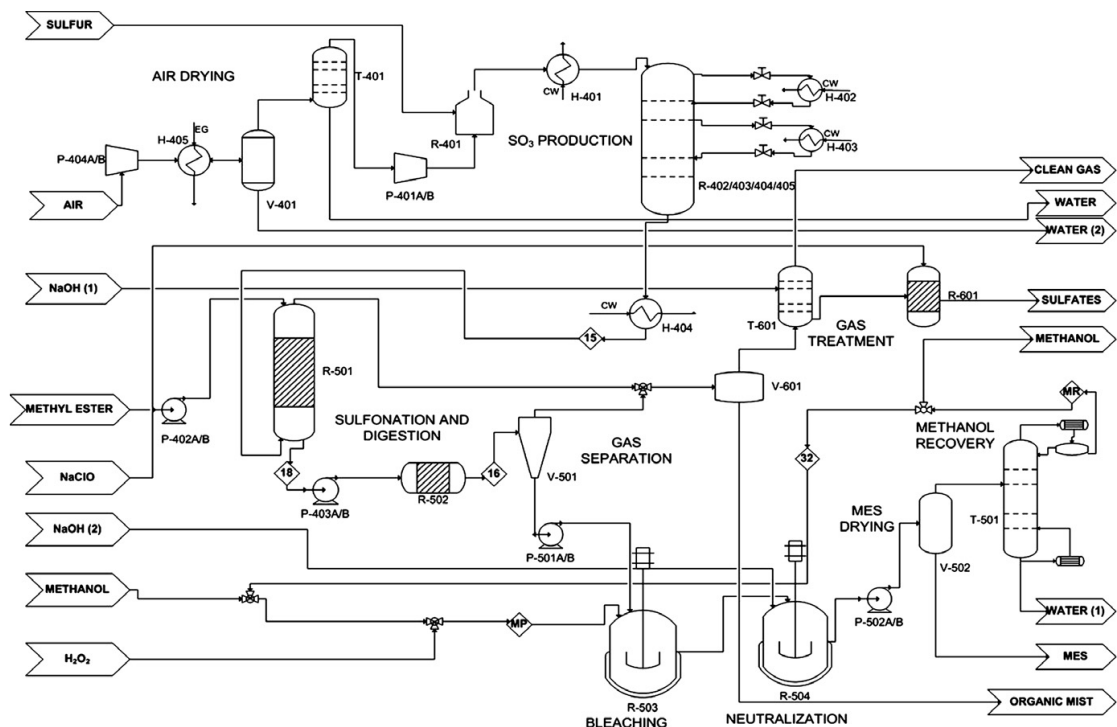 SULFUR
AIR DRYING
T-401
CW
H-401
CW
H-402
H-405
EG
R-401
SO₃ PRODUCTION
CW
H-403
P-404A/B
P-401A/B
R-402/403/404/405
CLEAN GAS
V-401
AIR
WATER
WATER (2)
NaOH (1)
R-601
SULFATES
CW
H-404
T-601
GAS
TREATMENT
15
METHANOL
R-501
V-601
METHYL ESTER
P-402A/B
SULFONATION AND
DIGESTION
GAS
SEPARATION
MR
METHANOL
RECOVERY
NaClO
18
16
32
R-502
V-501
P-403A/B
MES
DRYING
T-501
NaOH (2)
P-501A/B
V-502
METHANOL
MP
P-502A/B
WATER (1)
H₂O₂
MES
R-503
BLEACHING
R-504
NEUTRALIZATION
ORGANIC MIST